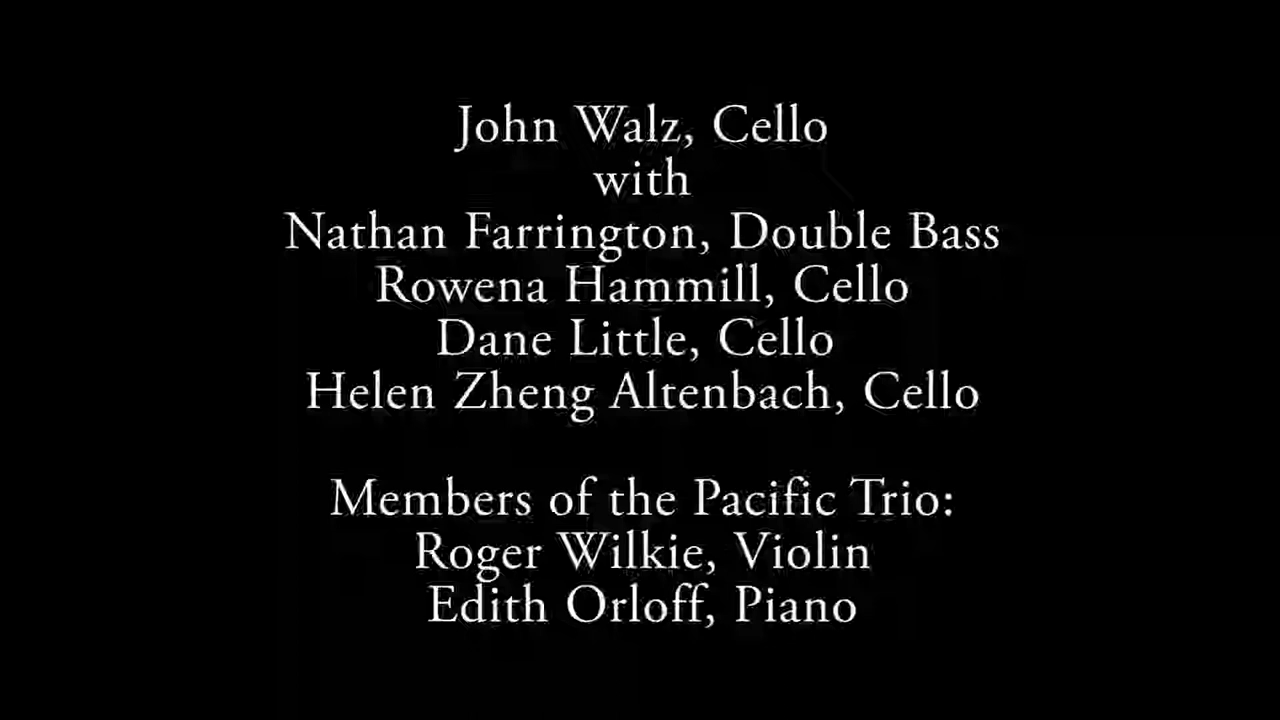 John Walz, Cello
with
Nathan Farrington, Double Bass
Rowena Hammill, Cello
Dane Little, Cello
Helen Zheng Altenbach, Cello
Members of the Pacific Trio:
Roger Wilkie, Violin
Edith Orloff, Piano